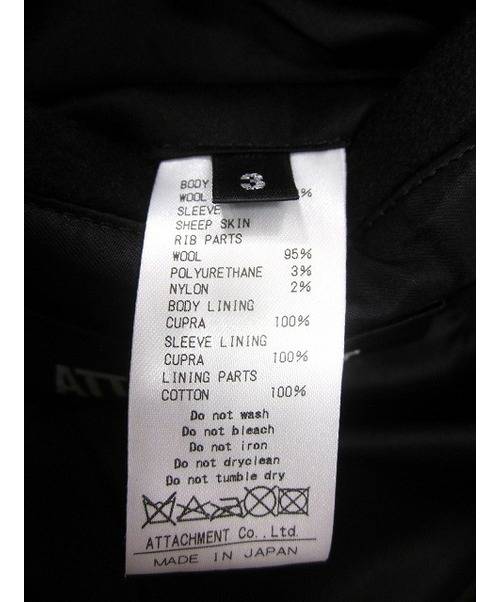 3
BODY
WOOL %
SLEEVE
SHEEP SKIN
RIB PARTS
WOOL 95%
POLYURETHANE 3%
NYLON 2%
BODY LINING
CUPRA 100%
SLEEVE LINING
CUPRA 100%
LINING PARTS
COTTON 100%
Do not wash
Do not bleach
Do not iron
Do not dryclean
Do not tumble dry
ATTACHMENT Co., Ltd.
MADE IN JAPAN